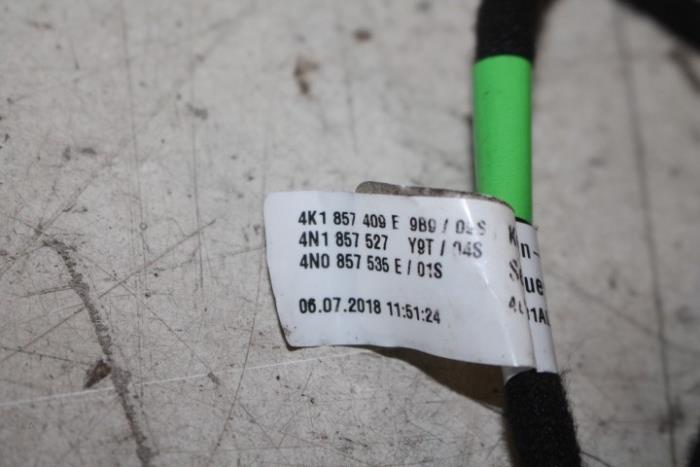 4K1 857 409 E 9B9 / 02S
4N1 857 527 Y9T / 04S
4N0 857 535 E / 01S
06.07.2018 11:51:24